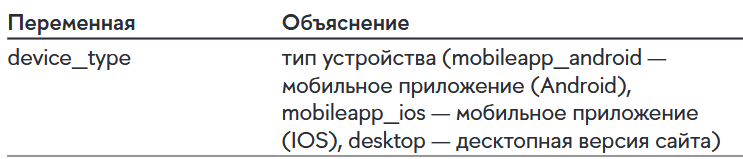 Переменная Объяснение
device_type тип устройства (mobileapp_android —
мобильное приложение (Android),
mobileapp_ios — мобильное приложение
(IOS), desktop — десктопная версия сайта)